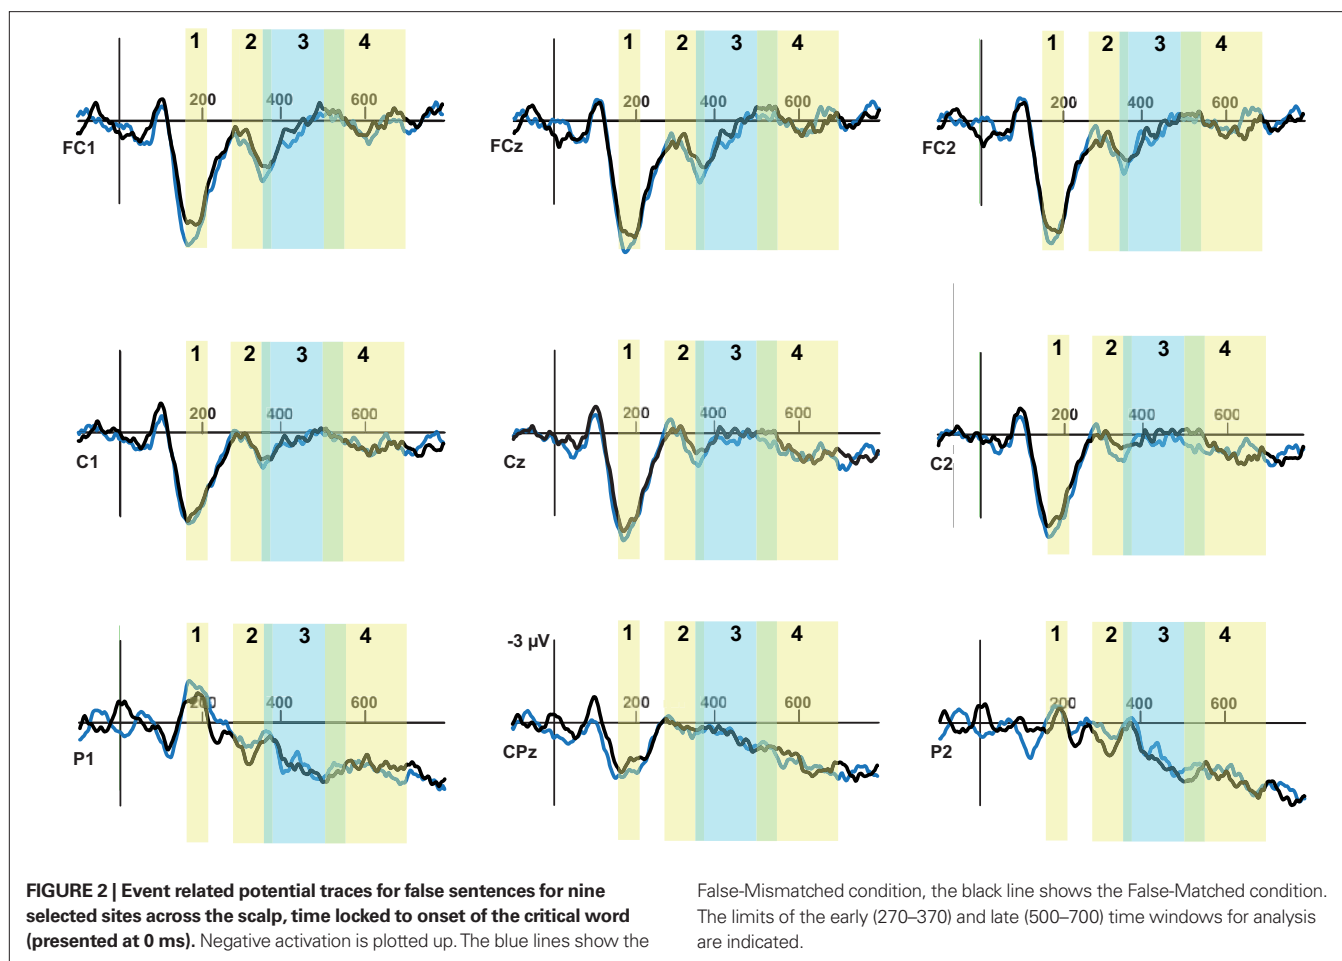 1 2 3 4
200 400 600
FC1
1 2 3 4
200 400 600
FCz
1 2 3 4
200 400 600
FC2
1 2 3 4
200 400 600
C1
1 2 3 4
200 400 600
Cz
1 2 3 4
200 400 600
C2
1 2 3 4
200 400 600
P1
-3 µV 1 2 3 4
200 400 600
CPz
1 2 3 4
200 400 600
P2
FIGURE 2 | Event related potential traces for false sentences for nine
selected sites across the scalp, time locked to onset of the critical word
(presented at 0 ms). Negative activation is plotted up. The blue lines show the
False-Mismatched condition, the black line shows the False-Matched condition.
The limits of the early (270–370) and late (500–700) time windows for analysis
are indicated.